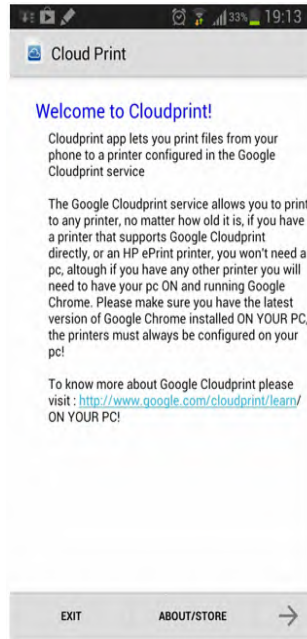 33% 19:13
Cloud Print
Welcome to Cloudprint!
Cloudprint app lets you print files from your
phone to a printer configured in the Google
Cloudprint service
The Google Cloudprint service allows you to print
to any printer, no matter how old it is, if you have
a printer that supports Google Cloudprint
directly, or an HP ePrint printer, you won't need a
pc, altough if you have any other printer you will
need to have your pc ON and running Google
Chrome. Please make sure you have the latest
version of Google Chrome installed ON YOUR PC,
the printers must always be configured on your
pc!
To know more about Google Cloudprint please
visit : http://www.google.com/cloudprint/learn/
ON YOUR PC!
EXIT ABOUT/STORE